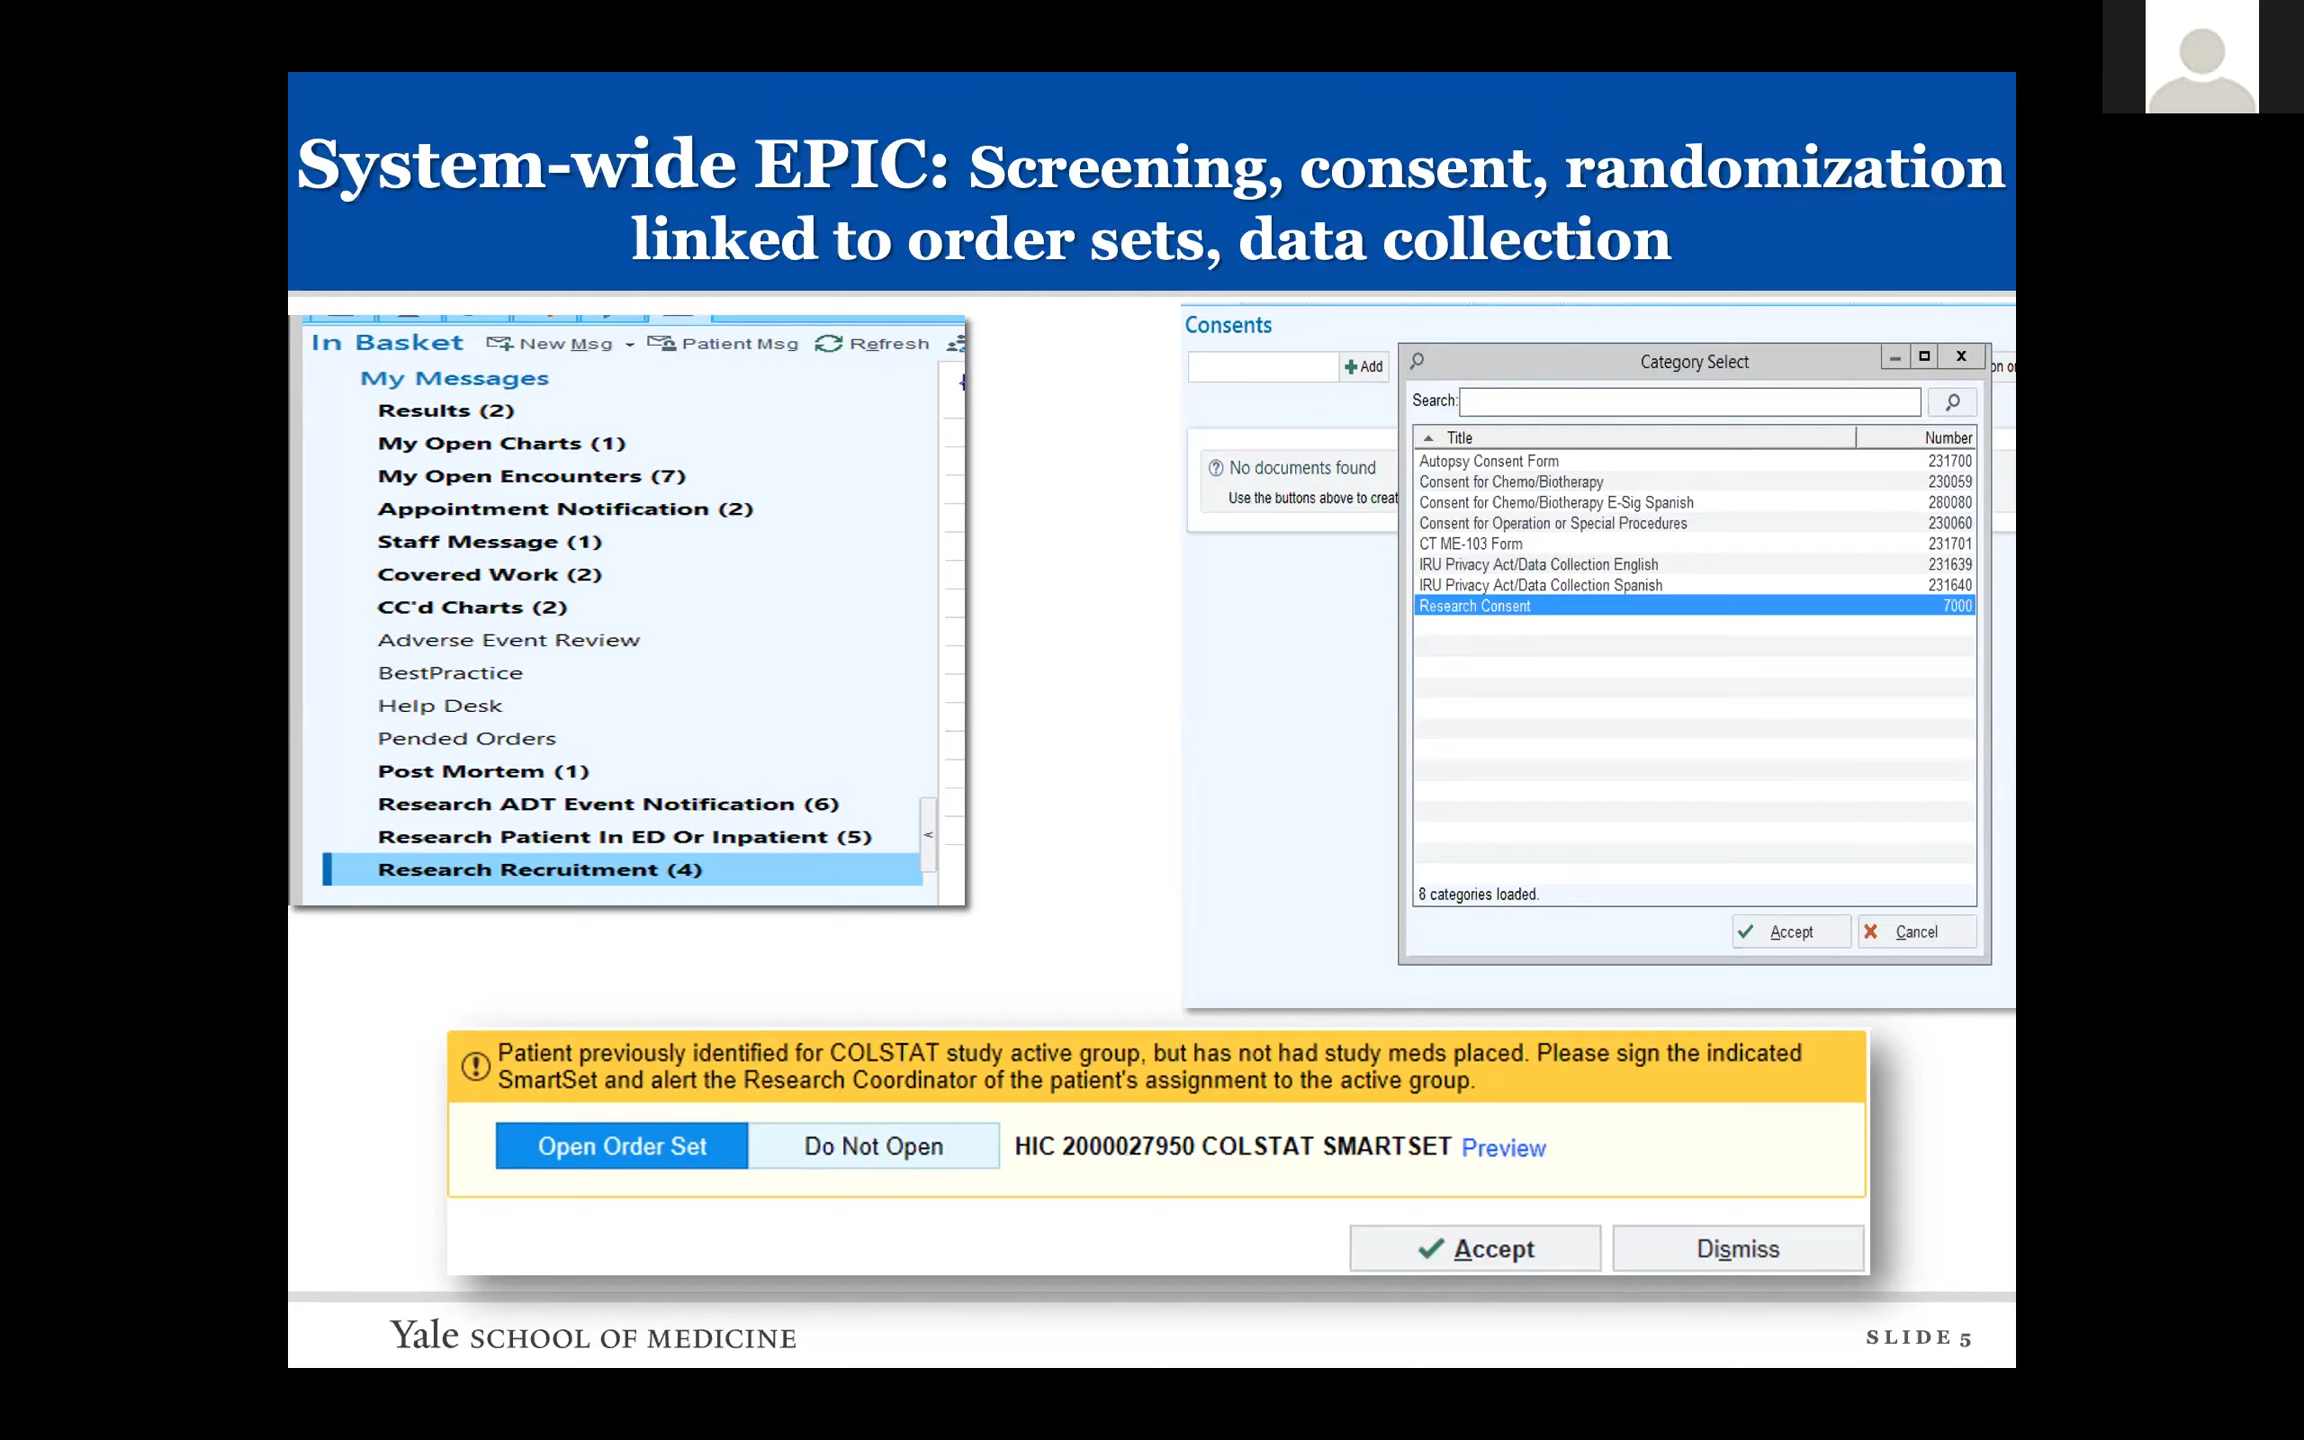 System-wide EPIC: Screening, consent, randomization
linked to order sets, data collection
In Basket New Msg Patient Msg Refresh
My Messages
Results (2)
My Open Charts (1)
My Open Encounters (7)
Appointment Notification (2)
Staff Message (1)
Covered Work (2)
CC'd Charts (2)
Adverse Event Review
BestPractice
Help Desk
Pended Orders
Post Mortem (1)
Research ADT Event Notification (6)
Research Patient In ED Or Inpatient (5)
Research Recruitment (4)
Consents
Add
No documents found
Use the buttons above to creat
Category Select
Search:
Title Number
Autopsy Consent Form 231700
Consent for Chemo/Biotherapy 230059
Consent for Chemo/Biotherapy E-Sig Spanish 280080
Consent for Operation or Special Procedures 230060
CT ME-103 Form 231701
IRU Privacy Act/Data Collection English 231639
IRU Privacy Act/Data Collection Spanish 231640
Research Consent 7000
8 categories loaded.
Accept Cancel
Patient previously identified for COLSTAT study active group, but has not had study meds placed. Please sign the indicated
SmartSet and alert the Research Coordinator of the patient's assignment to the active group.
Open Order Set Do Not Open HIC 2000027950 COLSTAT SMARTSET Preview
Accept Dismiss
Yale SCHOOL OF MEDICINE
SLIDE 5